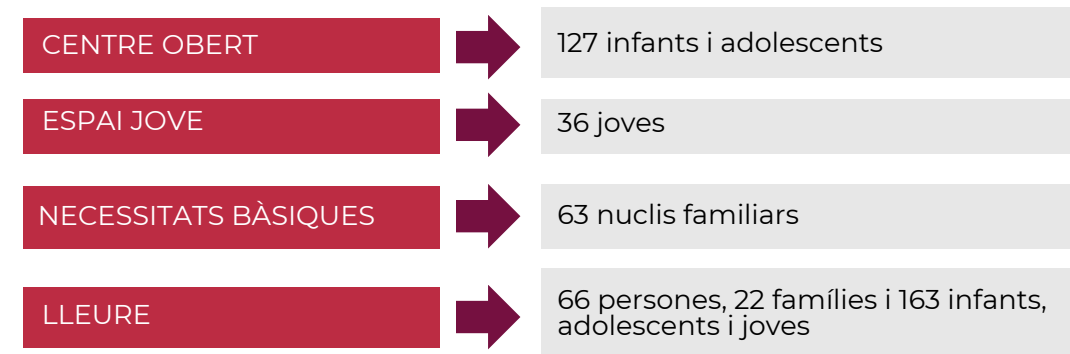 CENTRE OBERT
127 infants i adolescents
ESPAI JOVE
36 joves
NECESSITATS BÀSIQUES
63 nuclis familiars
LLEURE
66 persones, 22 famílies i 163 infants,
adolescents i joves